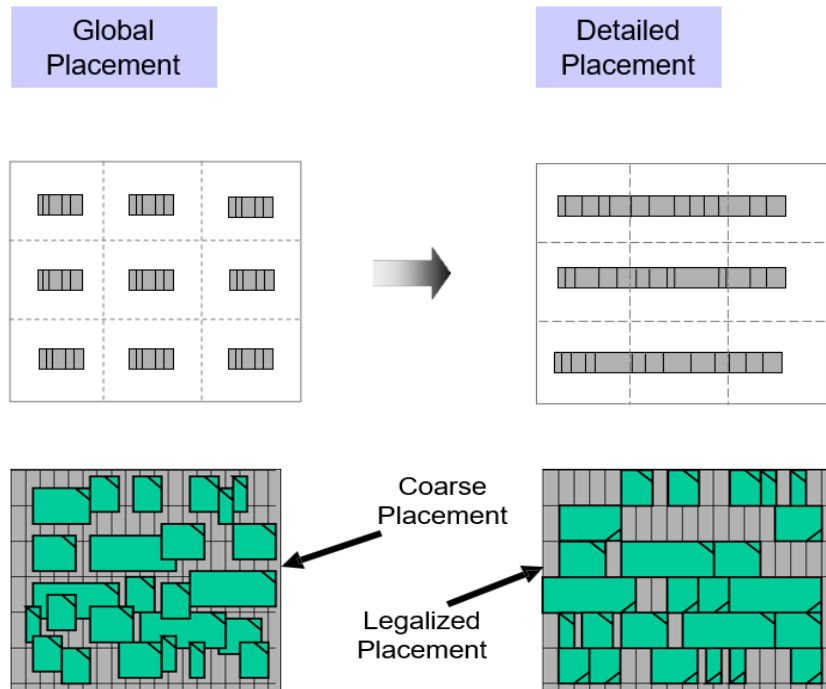 Global
Placement
Detailed
Placement
Coarse
Placement
Legalized
Placement